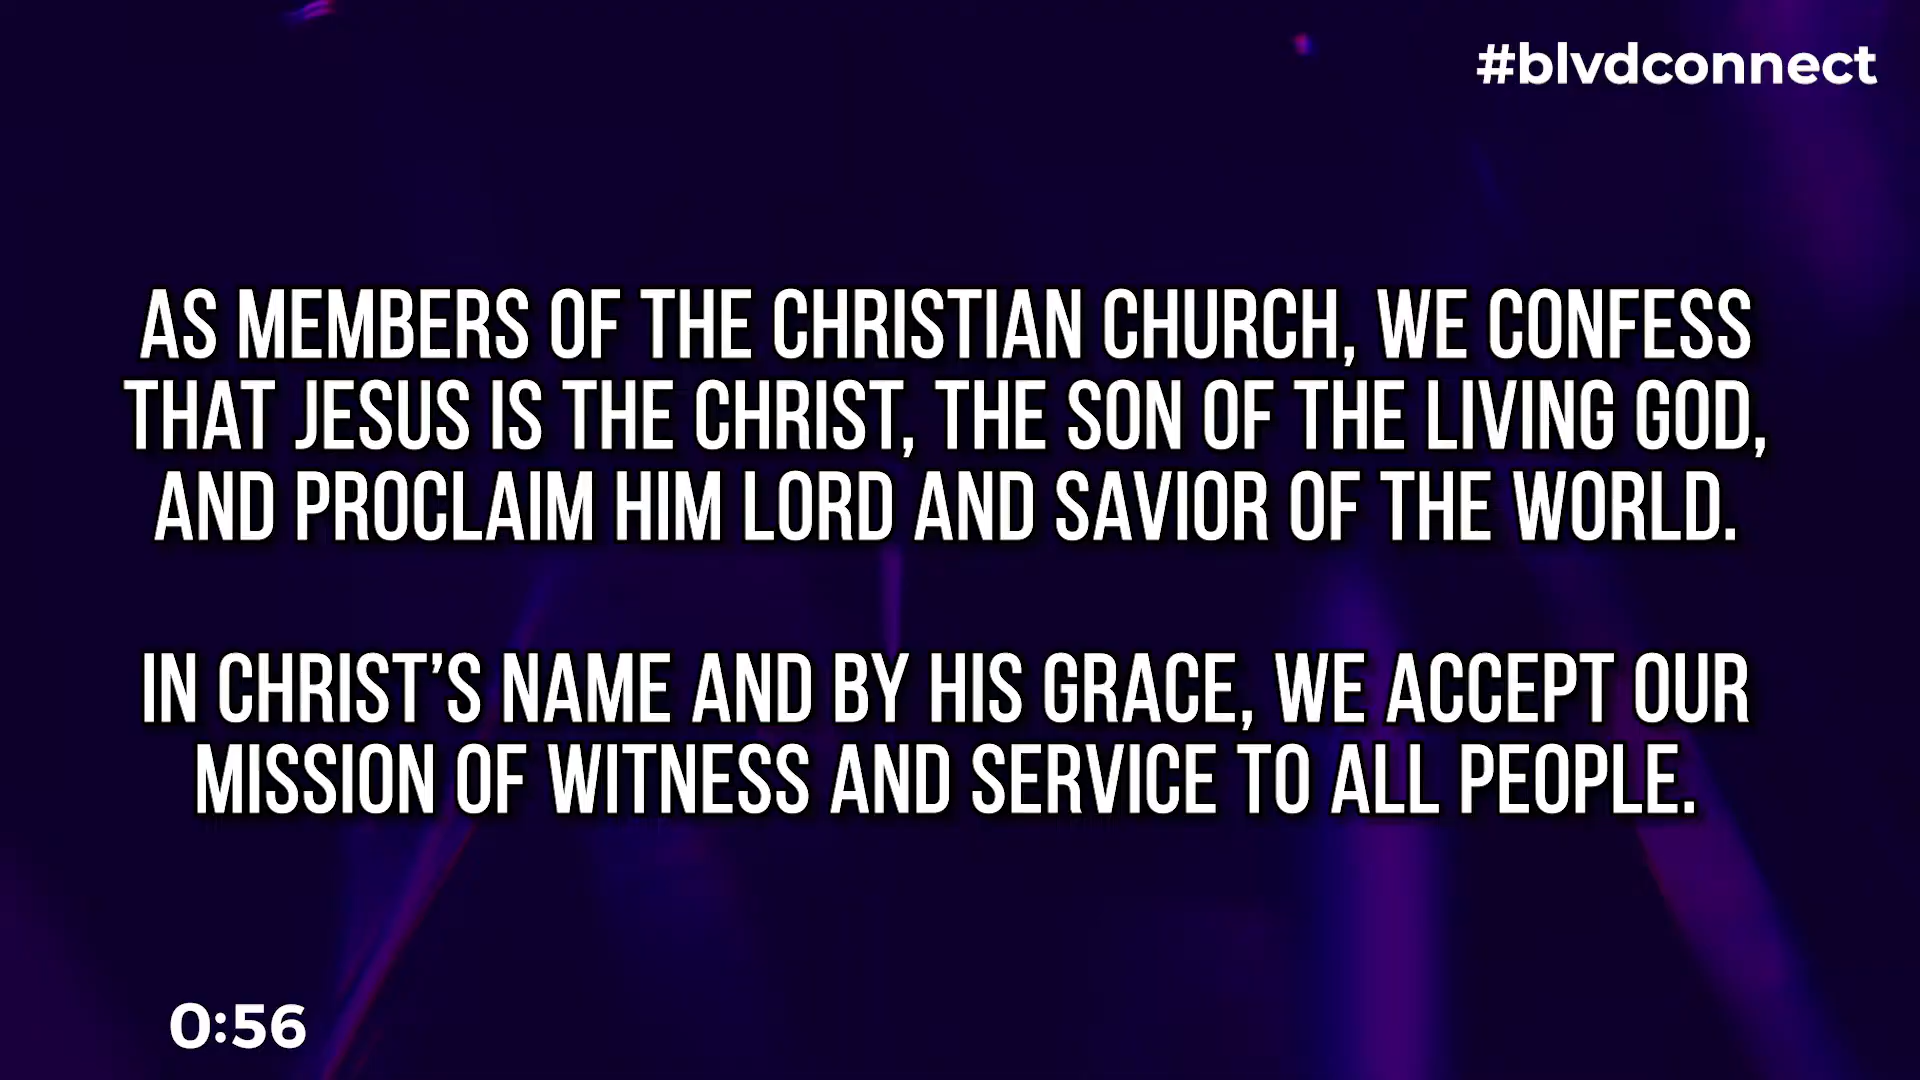 #blvdconnect
AS MEMBERS OF THE CHRISTIAN CHURCH, WE CONFESS
THAT JESUS IS THE CHRIST, THE SON OF THE LIVING GOD,
AND PROCLAIM HIM LORD AND SAVIOR OF THE WORLD.
IN CHRIST’S NAME AND BY HIS GRACE, WE ACCEPT OUR
MISSION OF WITNESS AND SERVICE TO ALL PEOPLE.
0:56